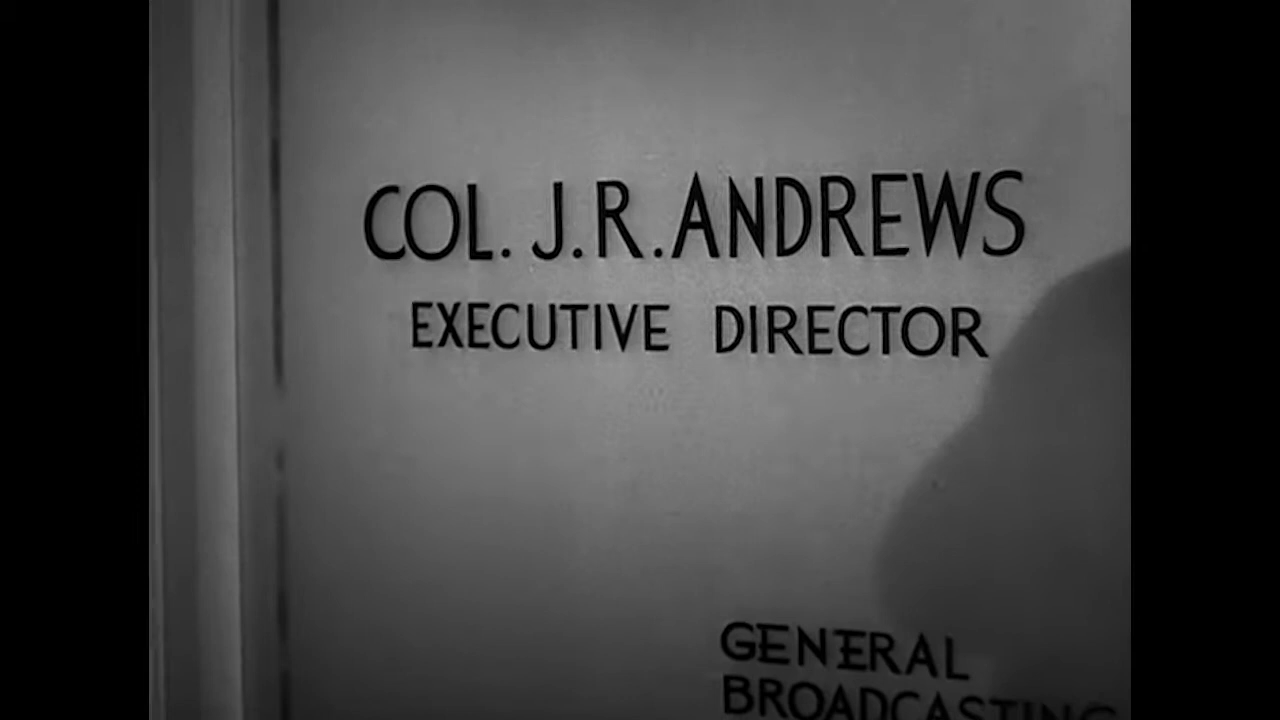 COL. J.R. ANDREWS
EXECUTIVE DIRECTOR
GENERAL
BROADCASTING